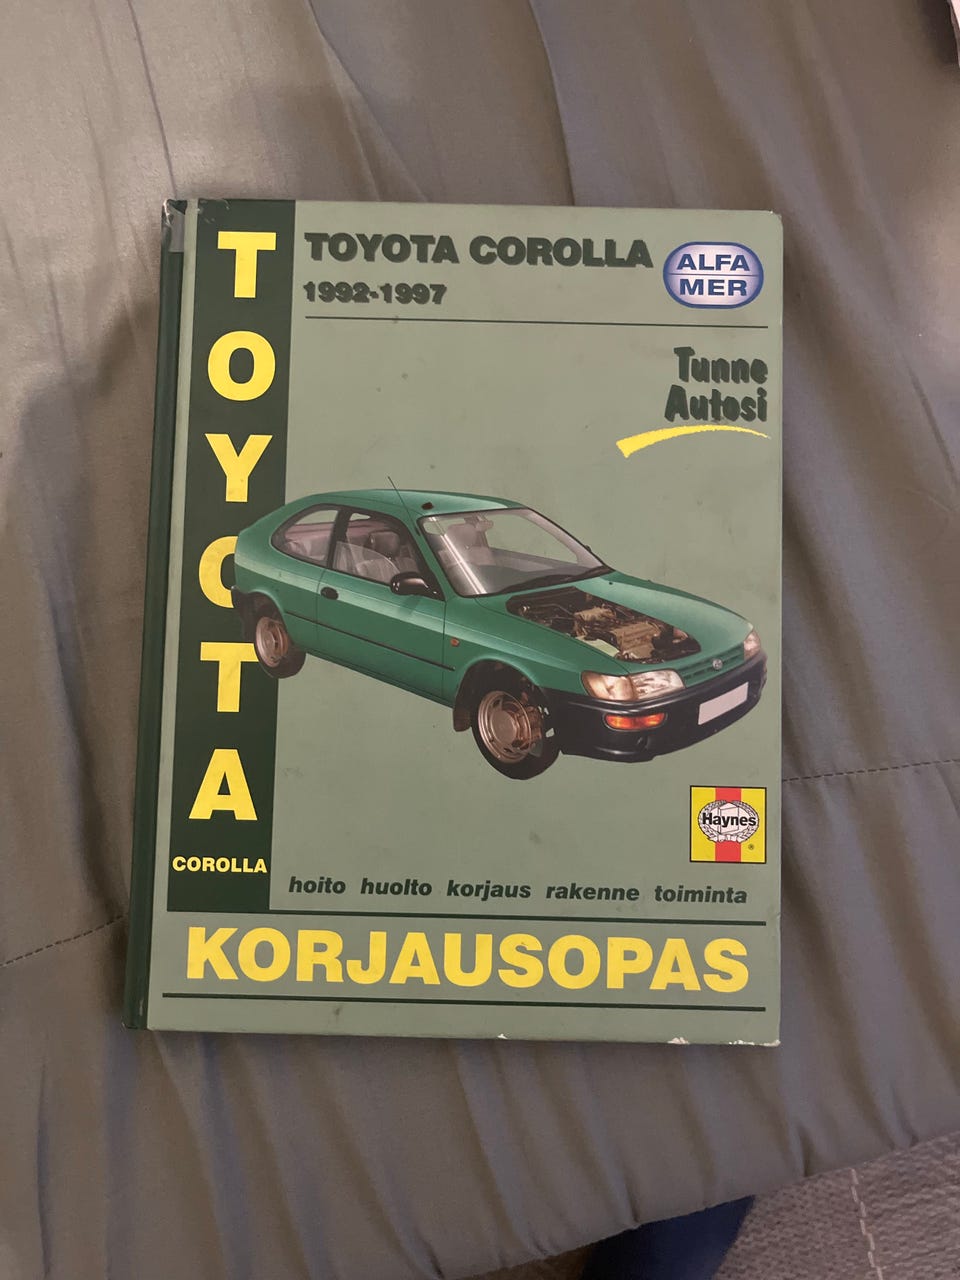 TOYOTA
COROLLA
TOYOTA COROLLA
1992-1997
ALFA
MER
Tunne
Autosi
Haynes
®
hoito huolto korjaus rakenne toiminta
KORJAUSOPAS